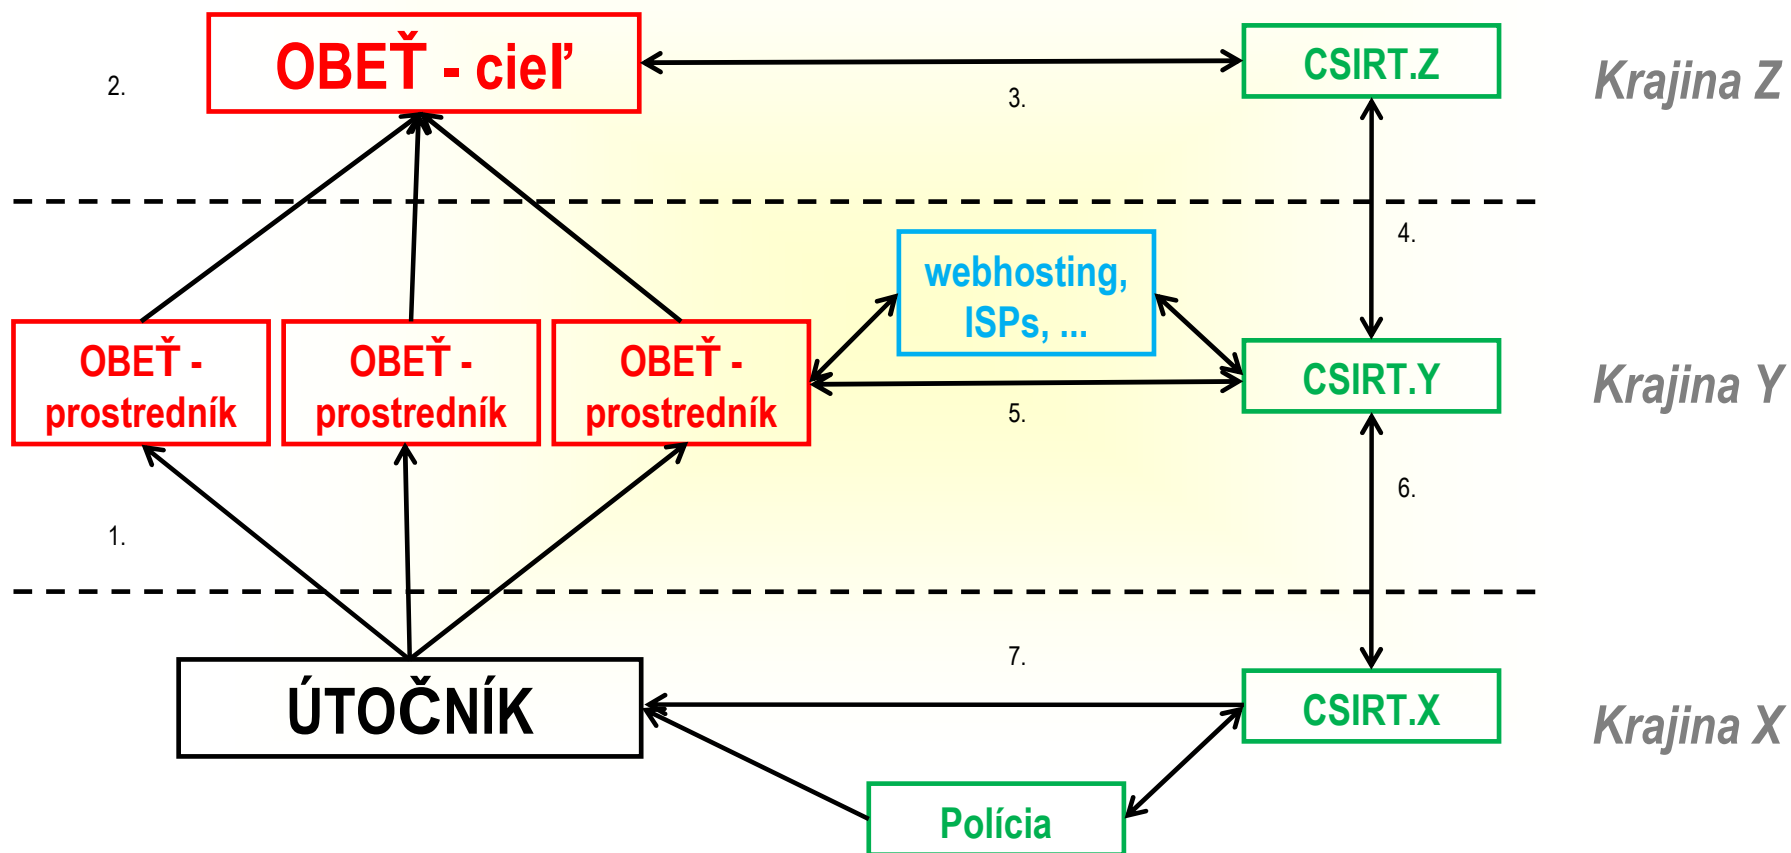 OBEŤ - cieľ
CSIRT.Z
Krajina Z
2.
3.
4.
webhosting,
ISPs, ...
OBEŤ -
prostredník
OBEŤ -
prostredník
OBEŤ -
prostredník
CSIRT.Y
Krajina Y
5.
6.
1.
7.
ÚTOČNÍK
CSIRT.X
Krajina X
Polícia